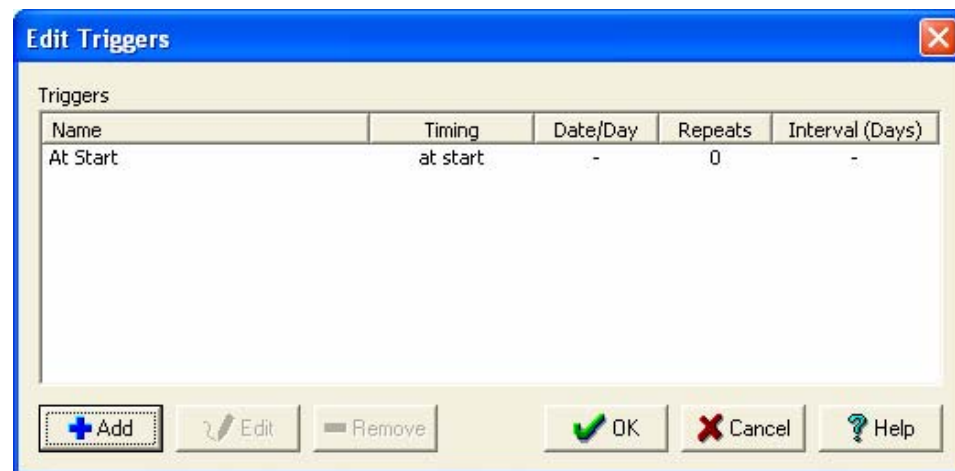 Edit Triggers
Triggers
Name Timing Date/Day Repeats Interval (Days)
At Start at start - 0 -
Add Edit Remove OK Cancel Help